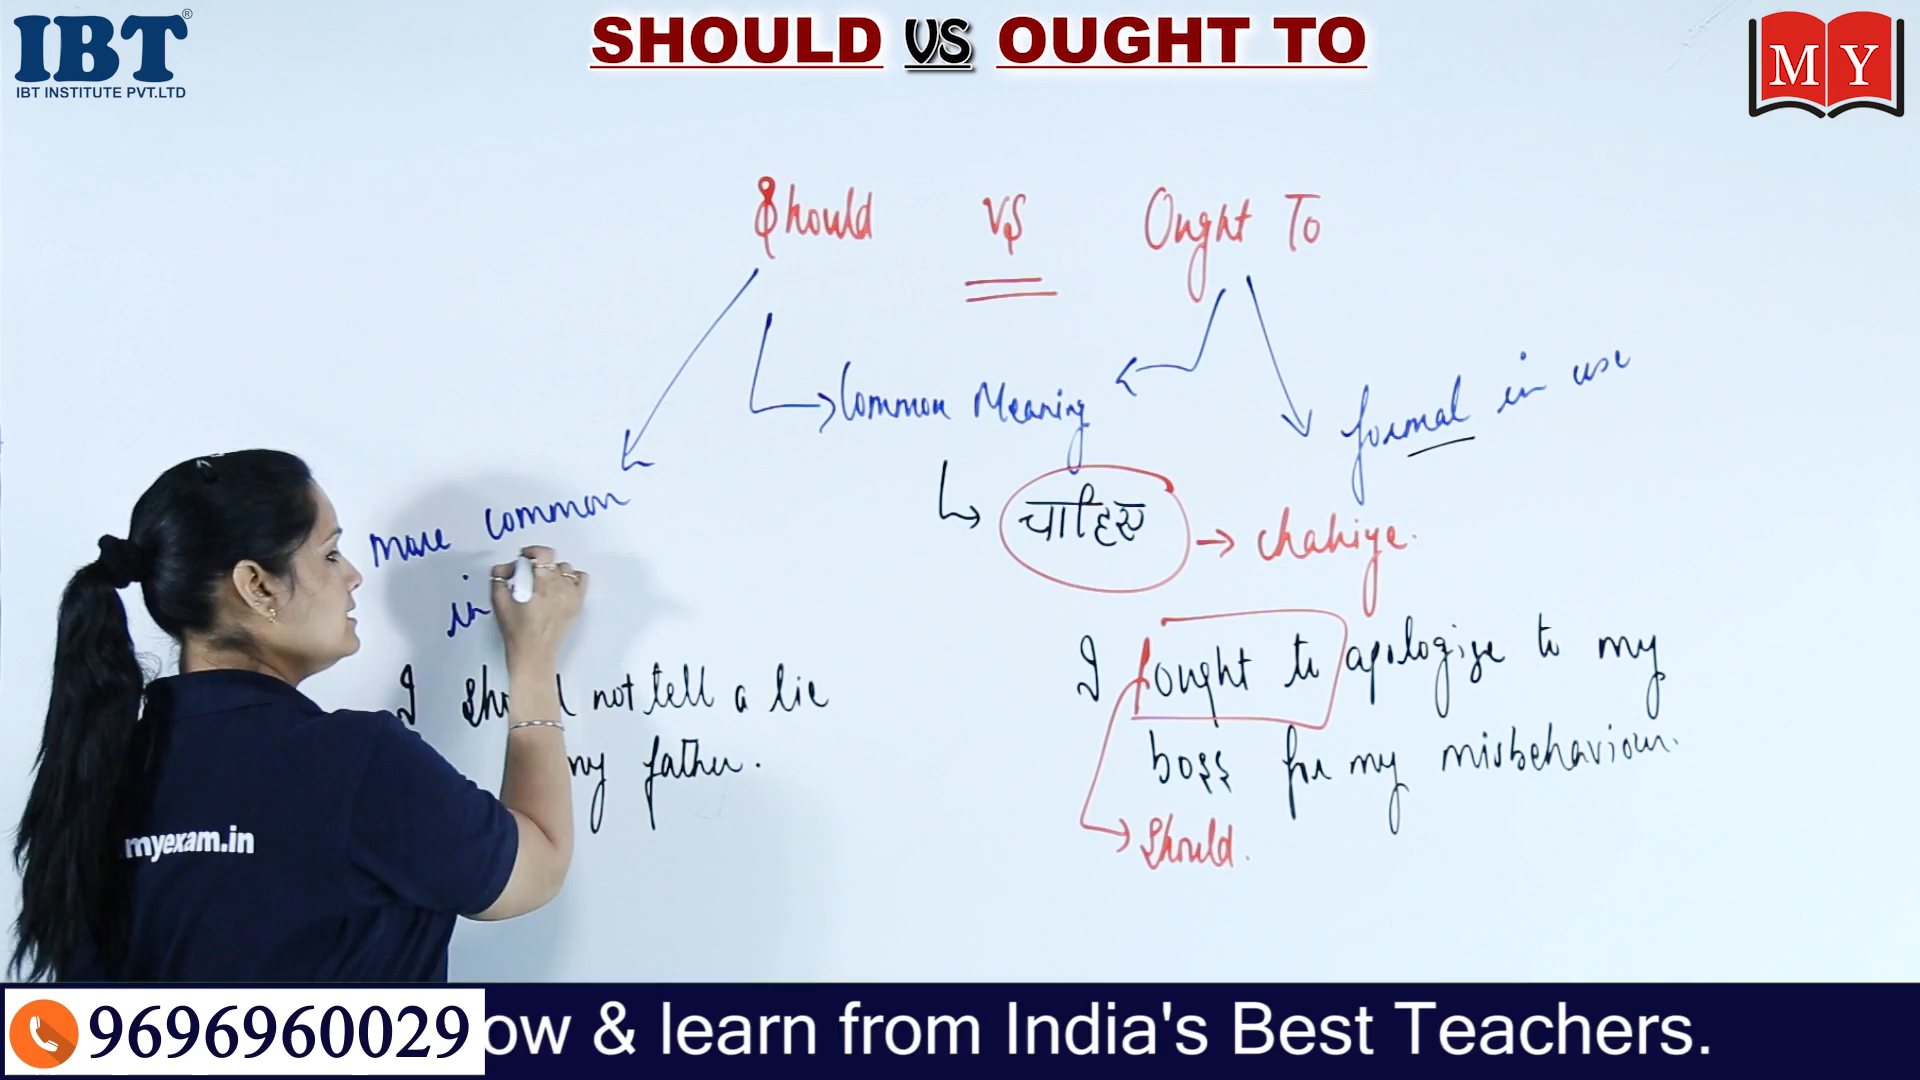 IBT®
IBT INSTITUTE PVT.LTD
SHOULD VS OUGHT TO
MY
Should VS Ought To
Common Meaning
formal in use
more common
in
चाहिए → chahiye.
I not tell a lie
my father.
I ought to apologize to my
boss for my misbehaviour.
Should.
myexam.in
9696960029
ow & learn from India's Best Teachers.